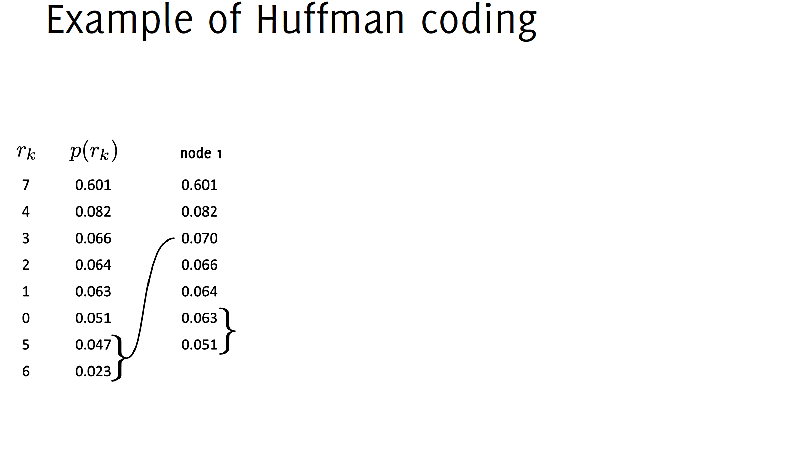 Example of Huffman coding
rₖ p(rₖ) node 1
7 0.601 0.601
4 0.082 0.082
3 0.066 0.070
2 0.064 0.066
1 0.063 0.064
0 0.051 0.063
5 0.047 0.051
6 0.023